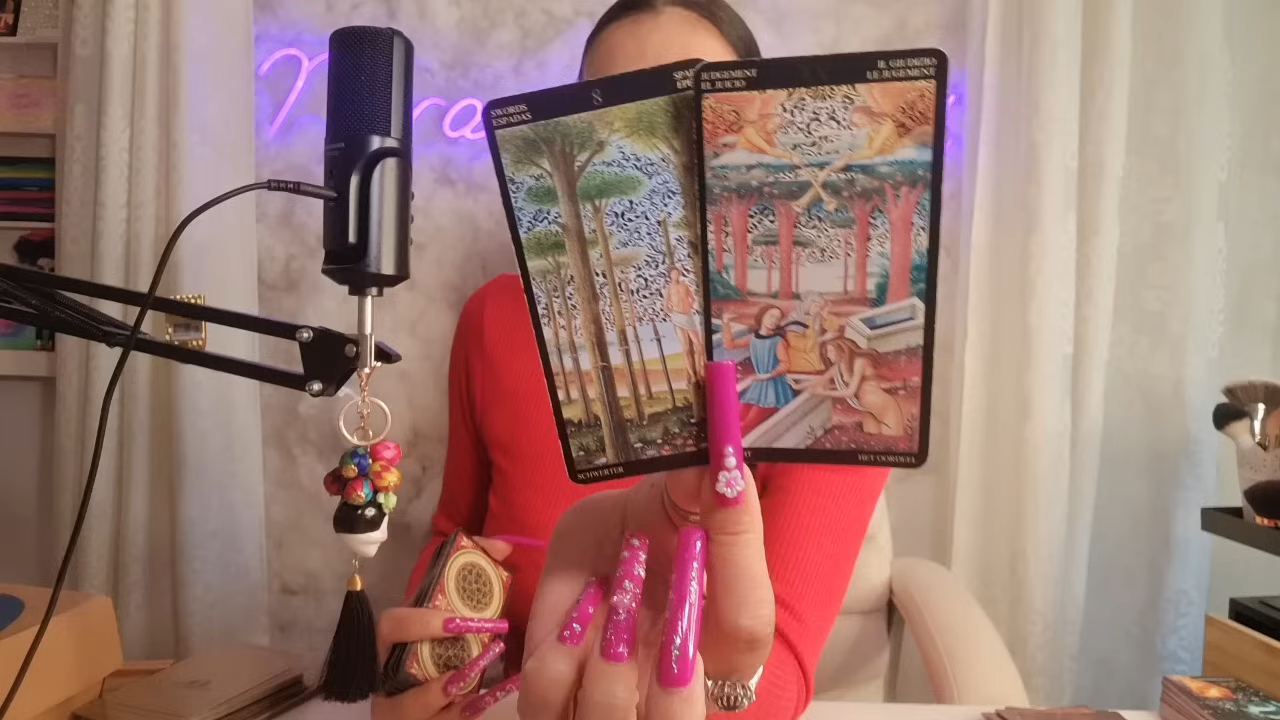 SWORDS
ESPADAS
8
JUDGEMENT
EL JUICIO
IL GIUDIZIO
LE JUGEMENT
SCHWERTER
HET OORDEEL